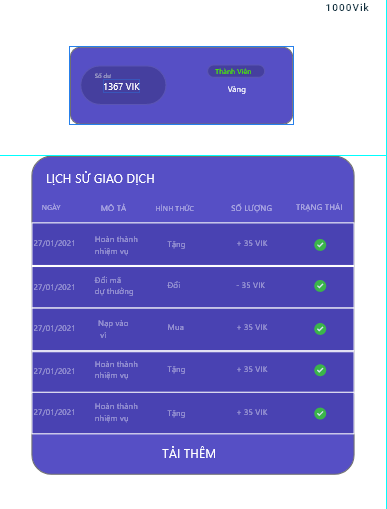 1000Vik
Số dư
1367 VIK
Thành Viên
Vàng
LỊCH SỬ GIAO DỊCH
NGÀY MÔ TẢ HÌNH THỨC SỐ LƯỢNG TRẠNG THÁI
27/01/2021 Hoàn thành nhiệm vụ Tặng + 35 VIK
27/01/2021 Đổi mã dự thưởng Đổi - 35 VIK
27/01/2021 Nạp vào ví Mua + 35 VIK
27/01/2021 Hoàn thành nhiệm vụ Tặng + 35 VIK
27/01/2021 Hoàn thành nhiệm vụ Tặng + 35 VIK
TẢI THÊM